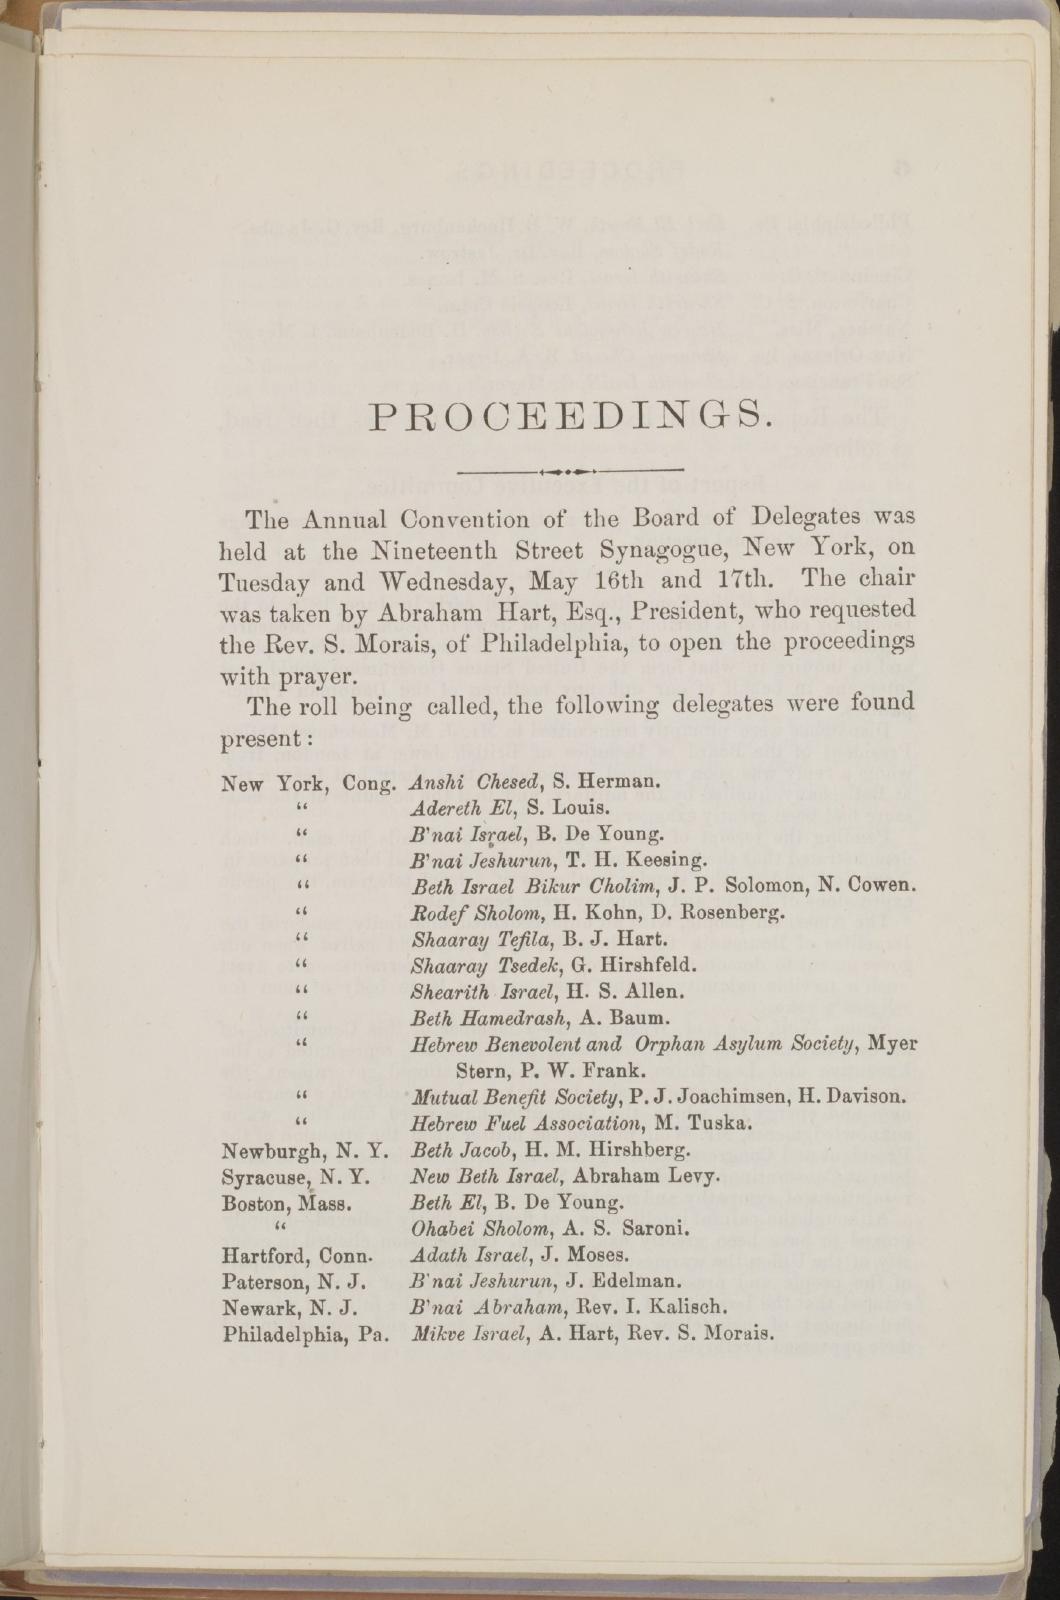 PROCEEDINGS.
The Annual Convention of the Board of Delegates was
held at the Nineteenth Street Synagogue, New York, on
Tuesday and Wednesday, May 16th and 17th. The chair
was taken by Abraham Hart, Esq., President, who requested
the Rev. S. Morais, of Philadelphia, to open the proceedings
with prayer.
The roll being called, the following delegates were found
present:
New York, Cong. Anshi Chesed, S. Herman.
" Adereth El, S. Louis.
" B'nai Israel, B. De Young.
" B'nai Jeshurun, T. H. Keesing.
" Beth Israel Bikur Cholim, J. P. Solomon, N. Cowen.
" Rodef Sholom, H. Kohn, D. Rosenberg.
" Shaaray Tefila, B. J. Hart.
" Shaaray Tsedek, G. Hirshfeld.
" Shearith Israel, H. S. Allen.
" Beth Hamedrash, A. Baum.
" Hebrew Benevolent and Orphan Asylum Society, Myer
Stern, P. W. Frank.
" Mutual Benefit Society, P. J. Joachimsen, H. Davison.
" Hebrew Fuel Association, M. Tuska.
Newburgh, N. Y. Beth Jacob, H. M. Hirshberg.
Syracuse, N. Y. New Beth Israel, Abraham Levy.
Boston, Mass. Beth El, B. De Young.
" Ohabei Sholom, A. S. Saroni.
Hartford, Conn. Adath Israel, J. Moses.
Paterson, N. J. B'nai Jeshurun, J. Edelman.
Newark, N. J. B'nai Abraham, Rev. I. Kalisch.
Philadelphia, Pa. Mikve Israel, A. Hart, Rev. S. Morais.